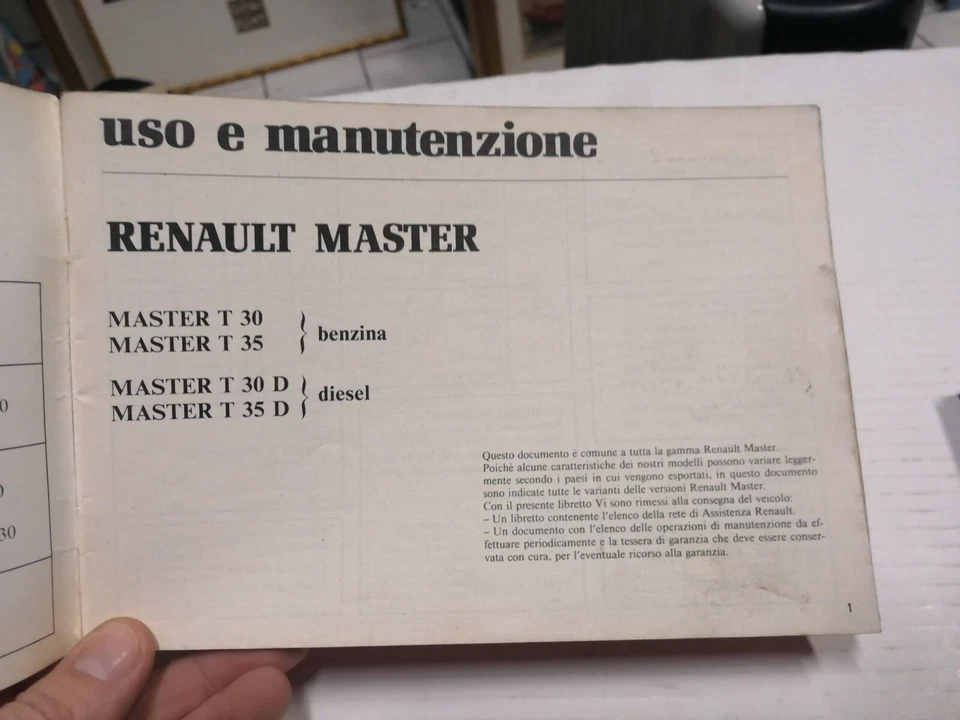 uso e manutenzione
RENAULT MASTER
MASTER T 30
MASTER T 35
benzina
MASTER T 30 D
MASTER T 35 D
diesel
Questo documento è comune a tutta la gamma Renault Master.
Poichè alcune caratteristiche dei nostri modelli possono variare legger-
mente secondo i paesi in cui vengono esportati, in questo documento
sono indicate tutte le varianti delle versioni Renault Master.
Con il presente libretto Vi sono rimessi alla consegna del veicolo:
– Un libretto contenente l'elenco della rete di Assistenza Renault.
– Un documento con l'elenco delle operazioni di manutenzione da ef-
fettuare periodicamente e la tessera di garanzia che deve essere conser-
vata con cura, per l'eventuale ricorso alla garanzia.
1